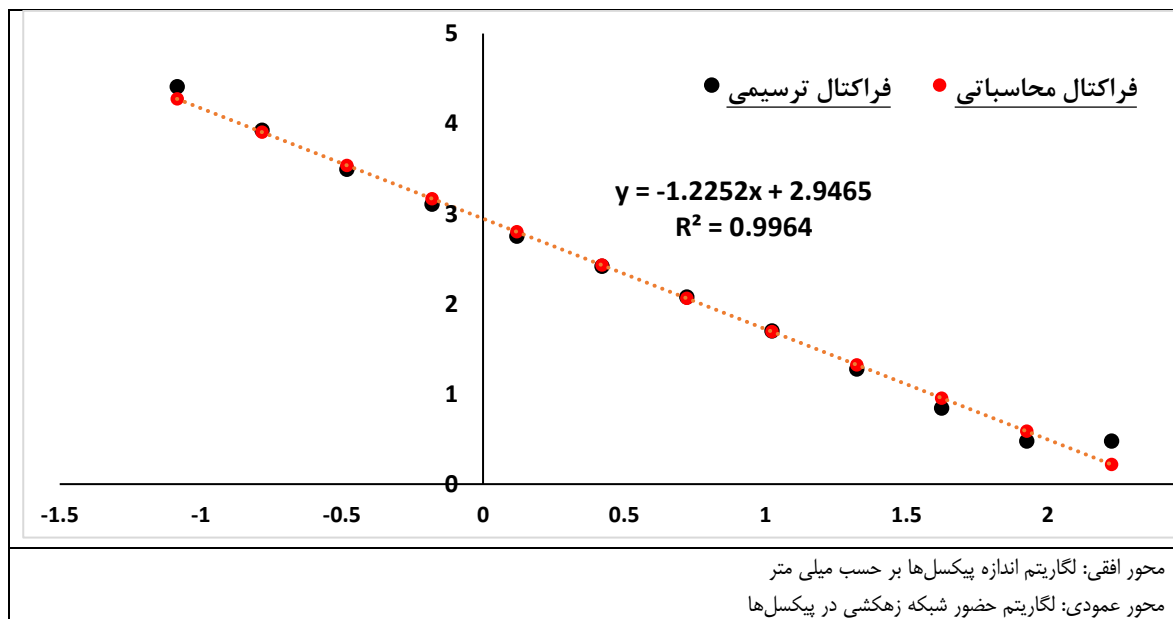 5
فراکتال ترسیمی فراکتال محاسباتی
4
y = -1.2252x + 2.9465
R² = 0.9964
3
2
1
0
-1.5 -1 -0.5 0 0.5 1 1.5 2
محور افقی: لگاریتم اندازه پیکسل‌ها بر حسب میلی متر
محور عمودی: لگاریتم حضور شبکه زهکشی در پیکسل‌ها